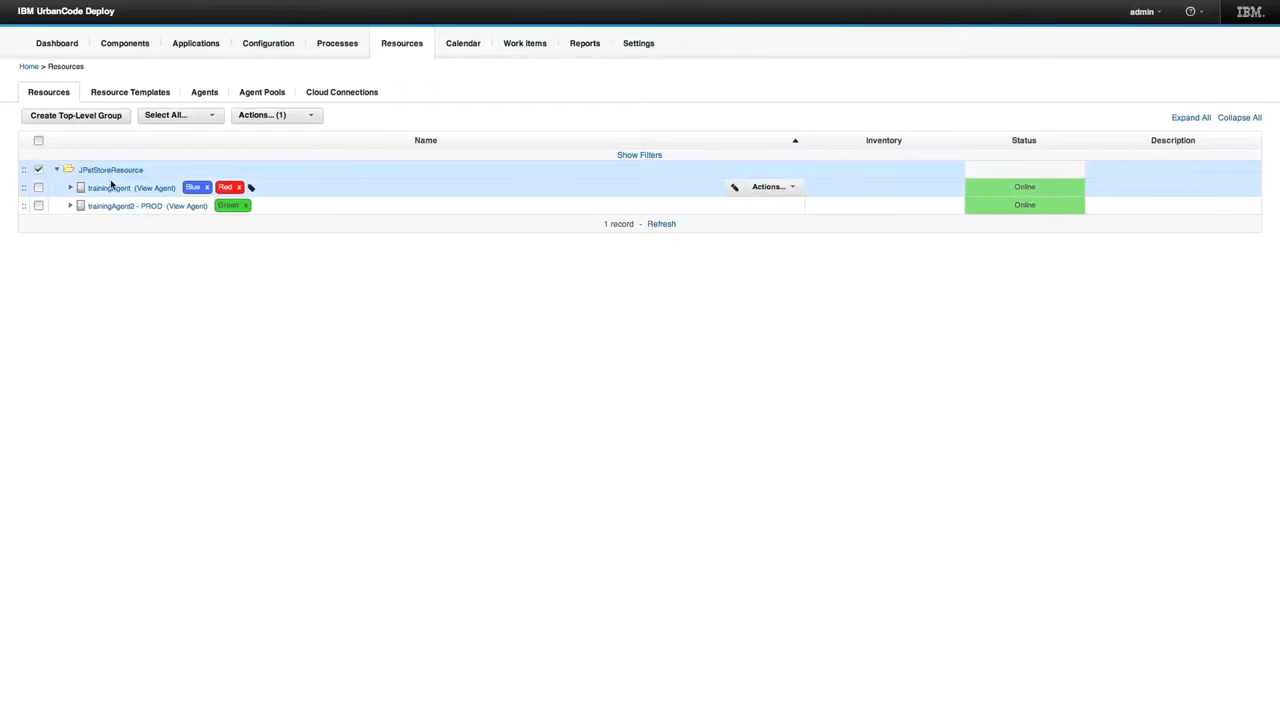 IBM UrbanCode Deploy
admin
IBM.
Dashboard Components Applications Configuration Processes Resources Calendar Work Items Reports Settings
Home > Resources
Resources Resource Templates Agents Agent Pools Cloud Connections
Create Top-Level Group Select All... Actions... (1) Expand All Collapse All
Name Inventory Status Description
Show Filters
JPetStoreResource
trainingAgent (View Agent) Blue x Red x Actions... Online
trainingAgent2 - PROD (View Agent) Green x Online
1 record - Refresh